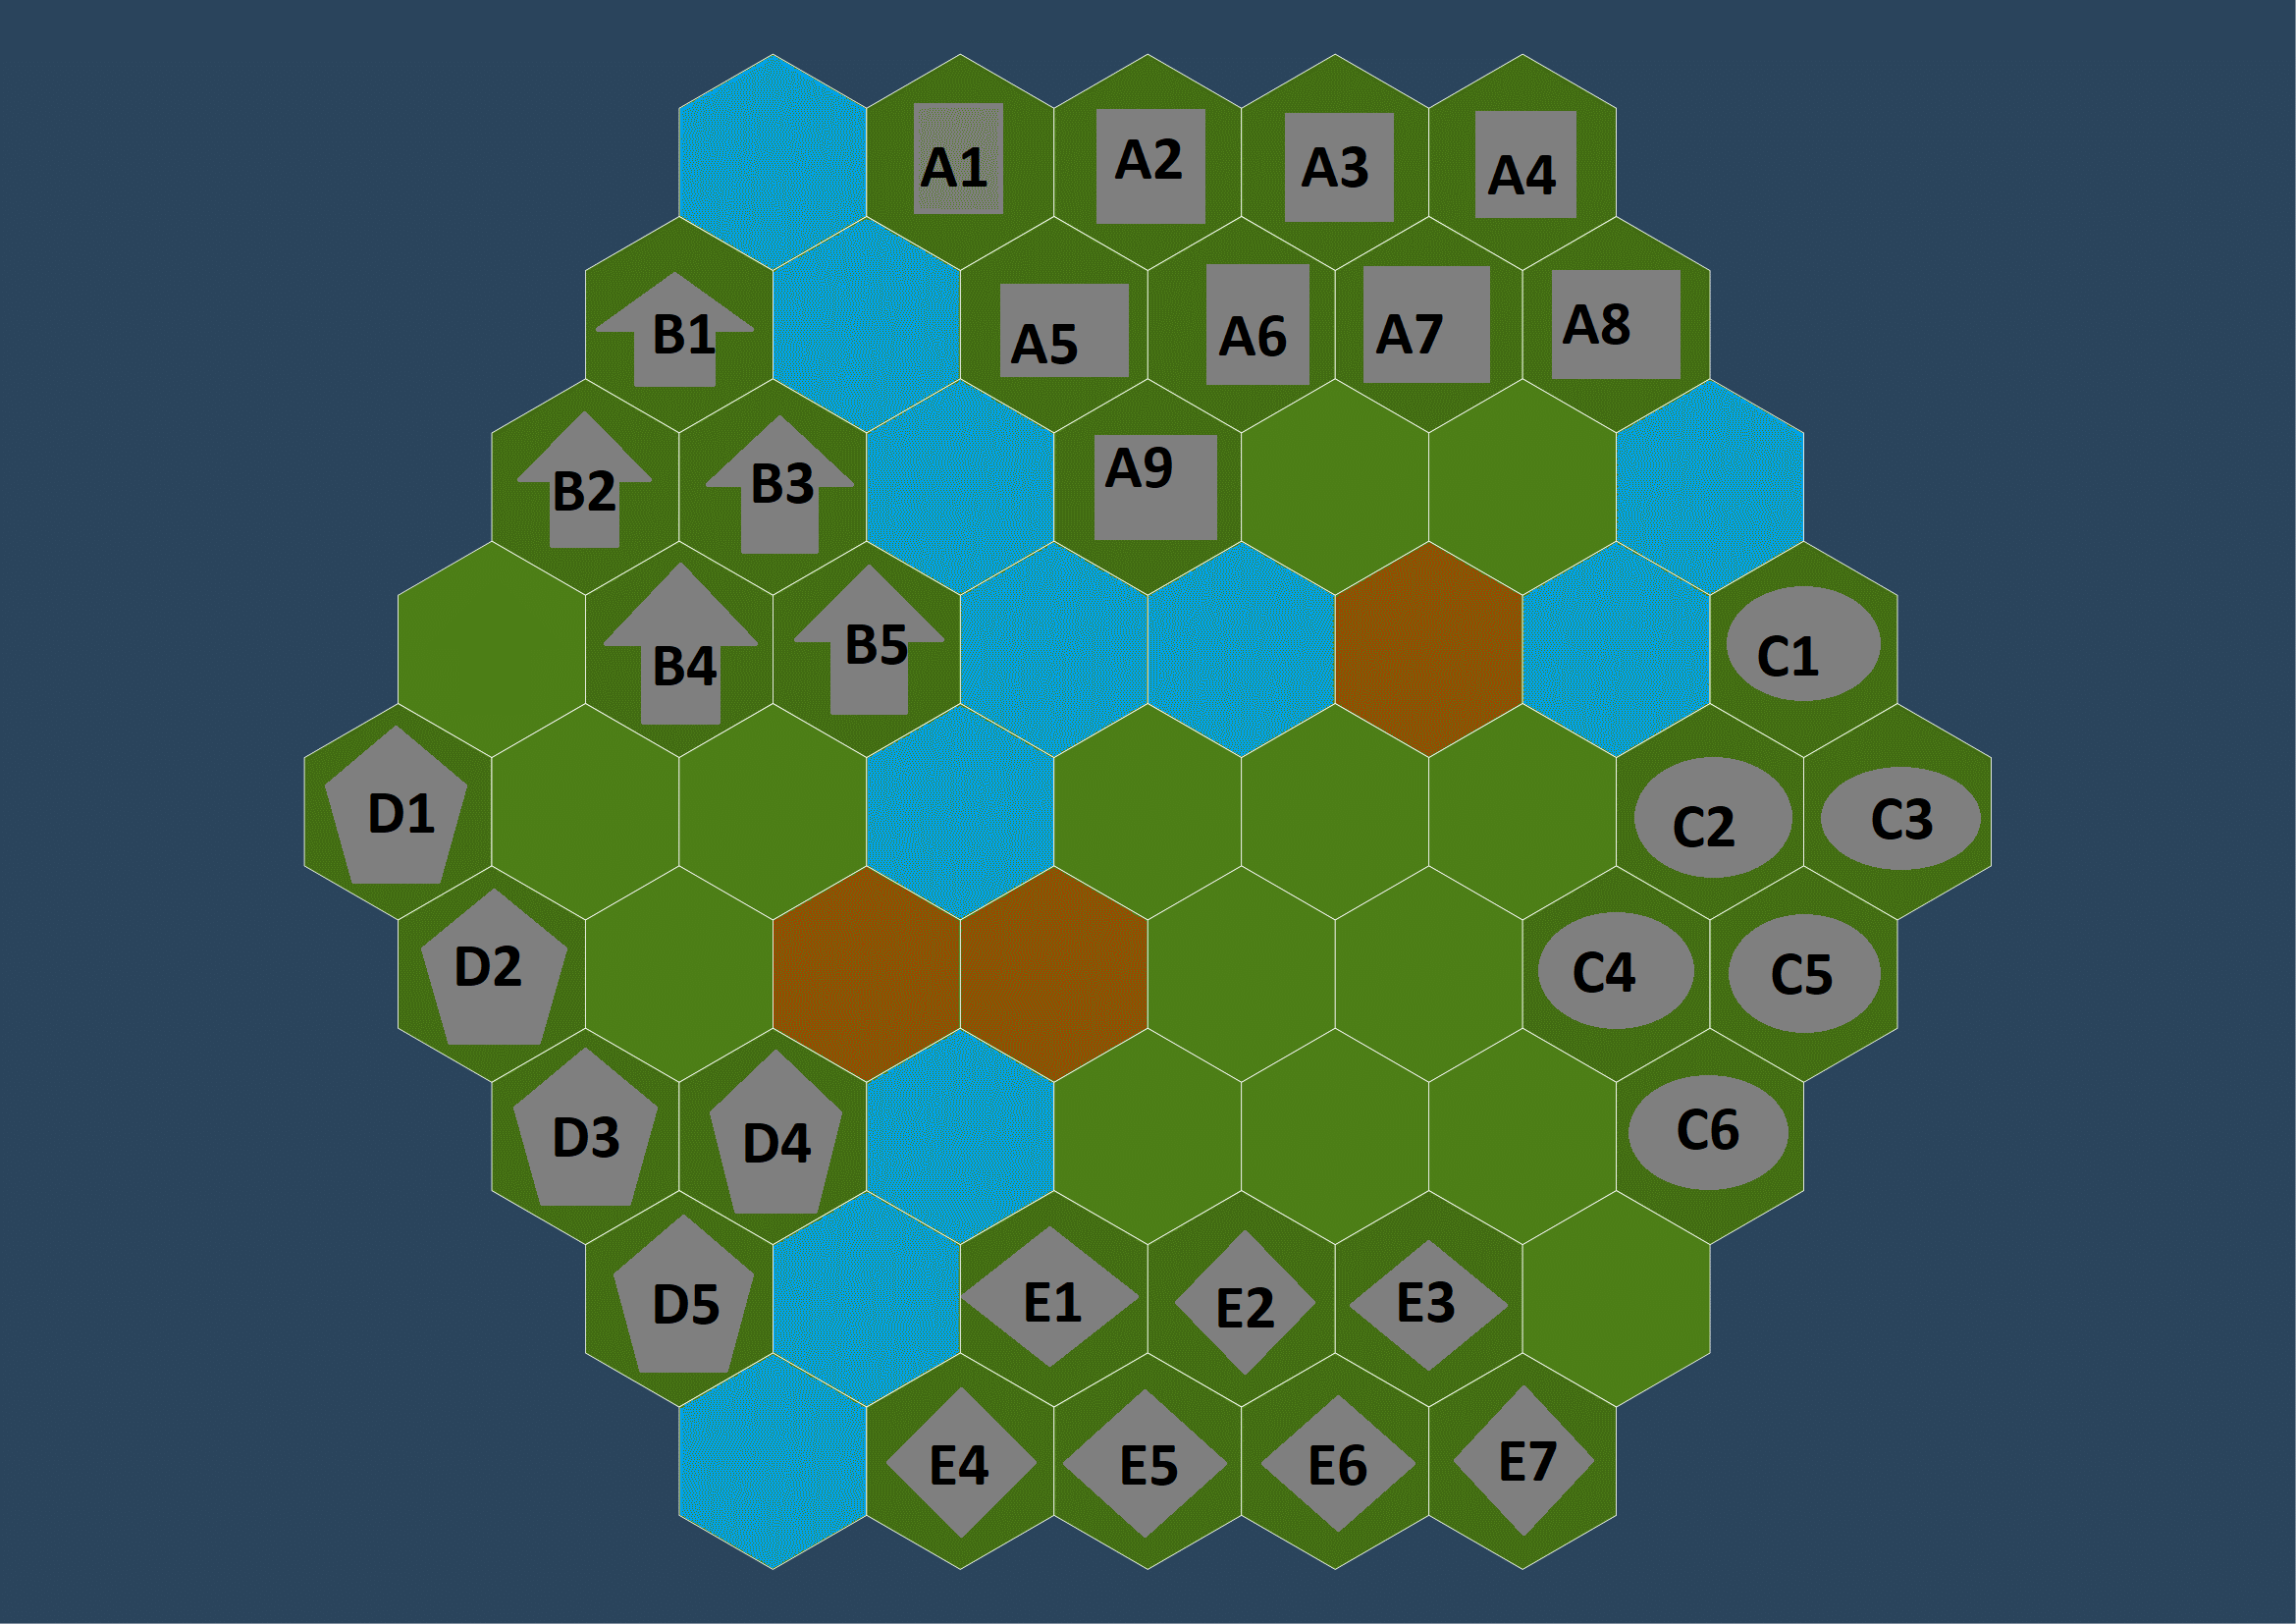 A1 A2 A3 A4
B1 A5 A6 A7 A8
B2 B3 A9
B4 B5 C1
D1 C2 C3
D2 C4 C5
D3 D4 C6
D5 E1 E2 E3
E4 E5 E6 E7